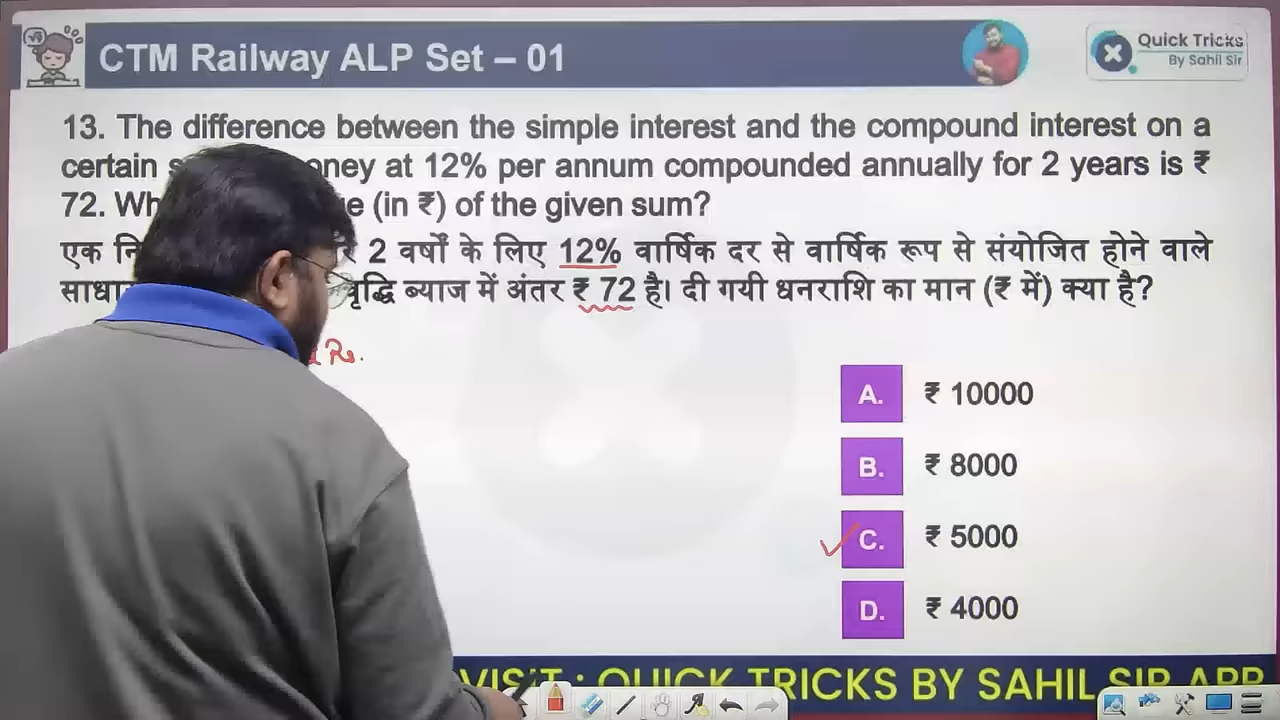 CTM Railway ALP Set – 01
Quick Tricks
By Sahil Sir
13. The difference between the simple interest and the compound interest on a
certain at 12% per annum compounded annually for 2 years is ₹
72. (in ₹) of the given sum?
एक 2 वर्षों के लिए 12% वार्षिक दर से वार्षिक रूप से संयोजित होने वाले
ब्याज में अंतर ₹ 72 है। दी गयी धनराशि का मान (₹ में) क्या है?
Rs.
A. ₹ 10000
B. ₹ 8000
C. ₹ 5000
D. ₹ 4000
VISIT : QUICK TRICKS BY SAHIL SIR APP